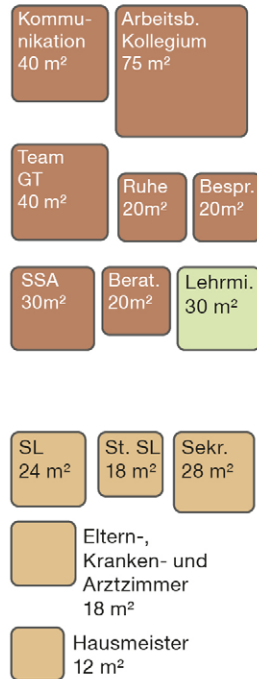 Kommu-
nikation
40 m²
Arbeitsb.
Kollegium
75 m²
Team
GT
40 m²
Ruhe
20m²
Bespr.
20m²
SSA
30m²
Berat.
20m²
Lehrmi.
30 m²
SL
24 m²
St. SL
18 m²
Sekr.
28 m²
Eltern-,
Kranken- und
Arztzimmer
18 m²
Hausmeister
12 m²